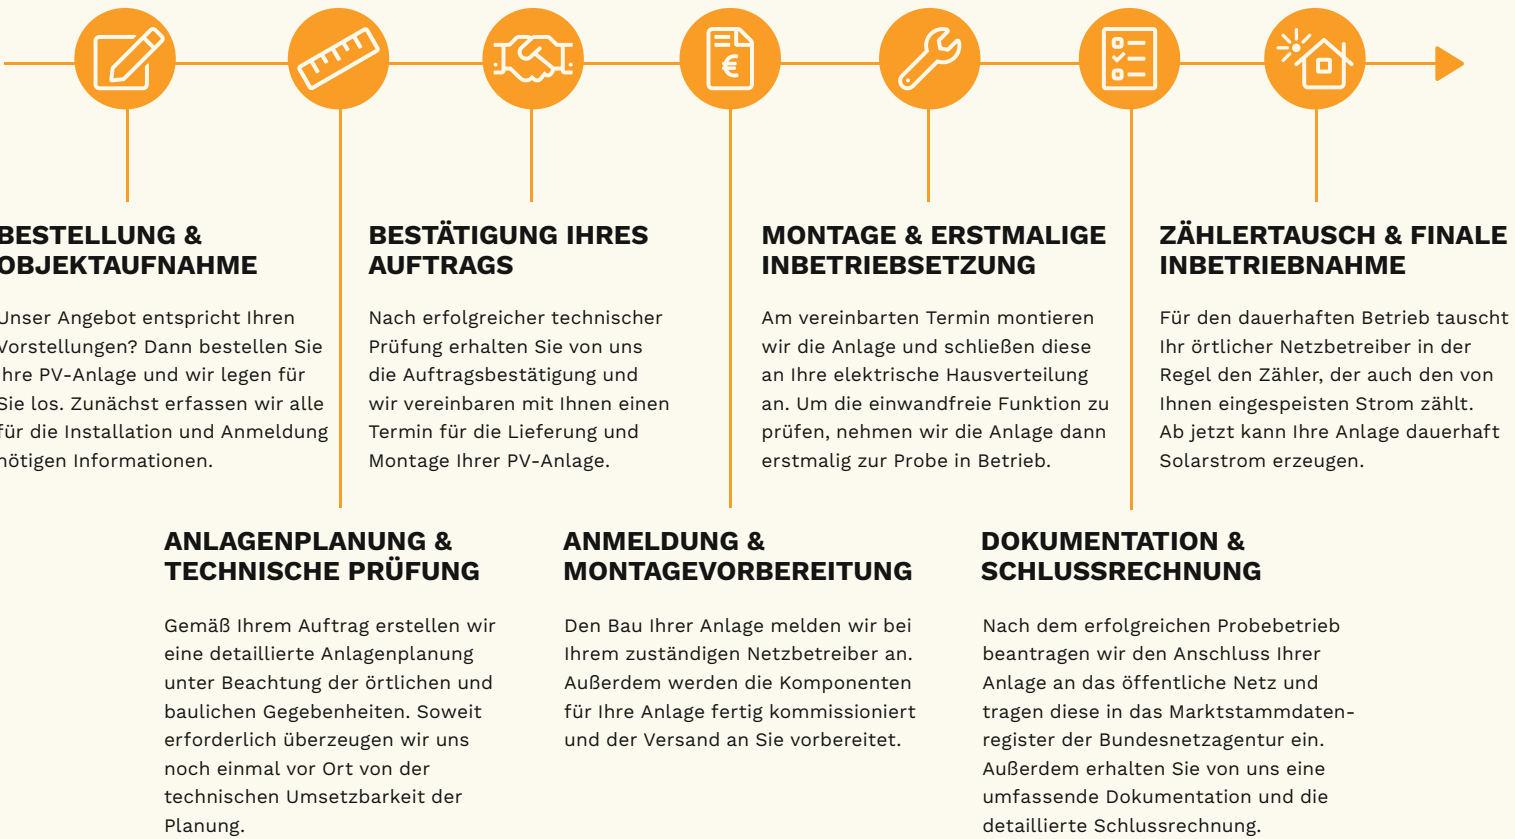 BESTELLUNG &
OBJEKTAUFNAHME
Unser Angebot entspricht Ihren
Vorstellungen? Dann bestellen Sie
Ihre PV-Anlage und wir legen für
Sie los. Zunächst erfassen wir alle
für die Installation und Anmeldung
nötigen Informationen.
ANLAGENPLANUNG &
TECHNISCHE PRÜFUNG
Gemäß Ihrem Auftrag erstellen wir
eine detaillierte Anlagenplanung
unter Beachtung der örtlichen und
baulichen Gegebenheiten. Soweit
erforderlich überzeugen wir uns
noch einmal vor Ort von der
technischen Umsetzbarkeit der
Planung.
BESTÄTIGUNG IHRES
AUFTRAGS
Nach erfolgreicher technischer
Prüfung erhalten Sie von uns
die Auftragsbestätigung und
wir vereinbaren mit Ihnen einen
Termin für die Lieferung und
Montage Ihrer PV-Anlage.
€
ANMELDUNG &
MONTAGEVORBEREITUNG
Den Bau Ihrer Anlage melden wir bei
Ihrem zuständigen Netzbetreiber an.
Außerdem werden die Komponenten
für Ihre Anlage fertig kommissioniert
und der Versand an Sie vorbereitet.
MONTAGE & ERSTMALIGE
INBETRIEBSETZUNG
Am vereinbarten Termin montieren
wir die Anlage und schließen diese
an Ihre elektrische Hausverteilung
an. Um die einwandfreie Funktion zu
prüfen, nehmen wir die Anlage dann
erstmalig zur Probe in Betrieb.
DOKUMENTATION &
SCHLUSSRECHNUNG
Nach dem erfolgreichen Probebetrieb
beantragen wir den Anschluss Ihrer
Anlage an das öffentliche Netz und
tragen diese in das Marktstammdaten-
register der Bundesnetzagentur ein.
Außerdem erhalten Sie von uns eine
umfassende Dokumentation und die
detaillierte Schlussrechnung.
ZÄHLERTAUSCH & FINALE
INBETRIEBNAHME
Für den dauerhaften Betrieb tauscht
Ihr örtlicher Netzbetreiber in der
Regel den Zähler, der auch den von
Ihnen eingespeisten Strom zählt.
Ab jetzt kann Ihre Anlage dauerhaft
Solarstrom erzeugen.